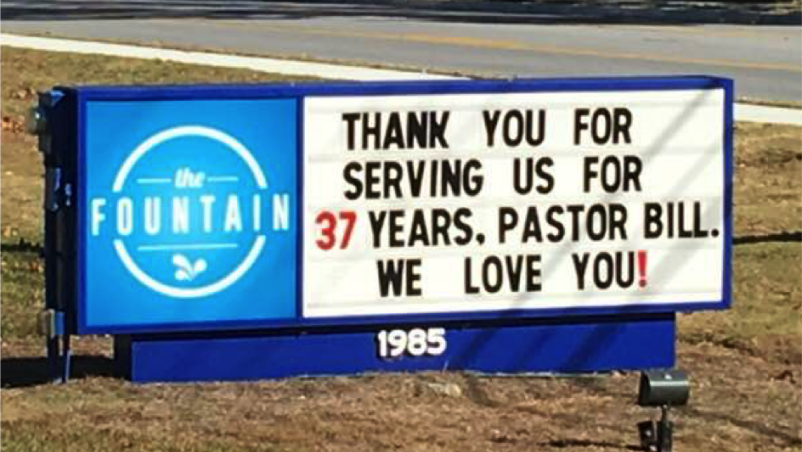 the
FOUNTAIN
THANK YOU FOR
SERVING US FOR
37 YEARS, PASTOR BILL.
WE LOVE YOU!
1985